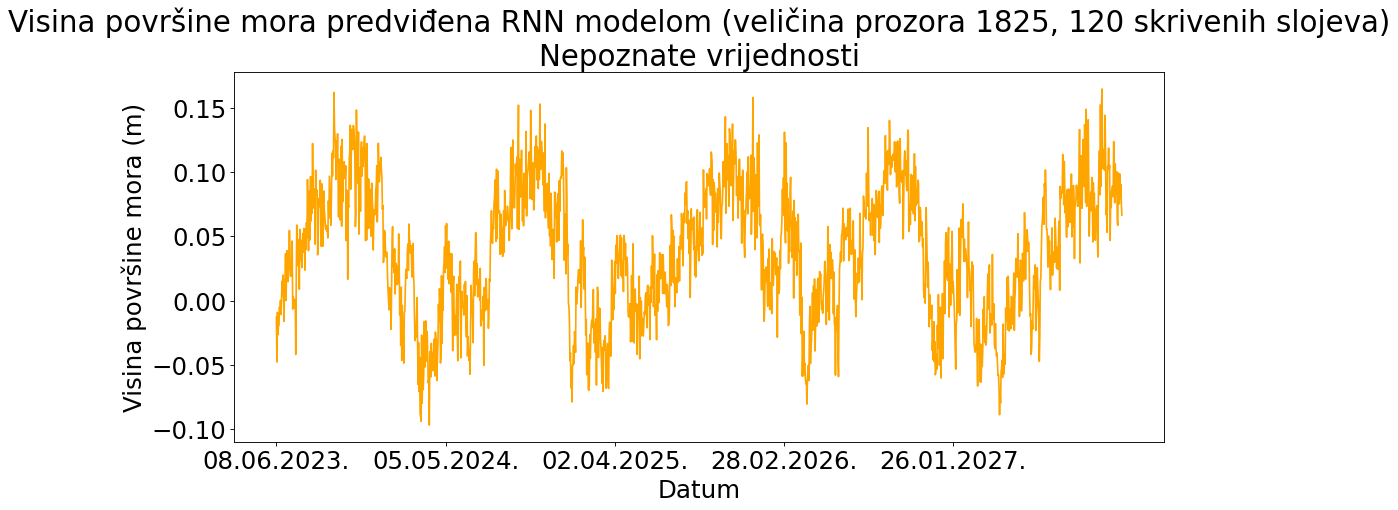 Visina površine mora predviđena RNN modelom (veličina prozora 1825, 120 skrivenih slojeva)
Nepoznate vrijednosti
Visina površine mora (m)
0.15
0.10
0.05
0.00
−0.05
−0.10
08.06.2023. 05.05.2024. 02.04.2025. 28.02.2026. 26.01.2027.
Datum